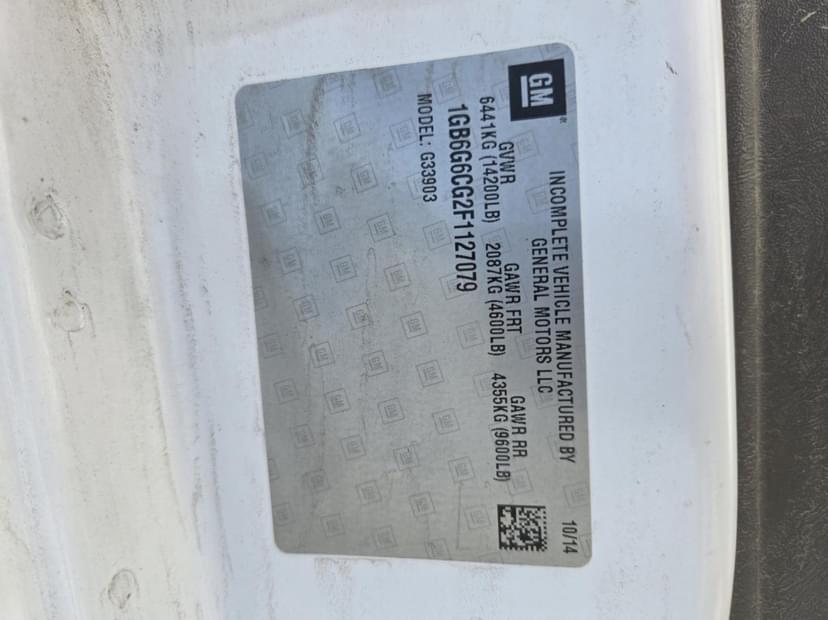 GM
INCOMPLETE VEHICLE MANUFACTURED BY 10/14
GENERAL MOTORS LLC
GVWR GAWR FRT GAWR RR
6441KG (14200LB) 2087KG (4600LB) 4355KG (9600LB)
1GB6G6CG2F1127079
MODEL: G33903